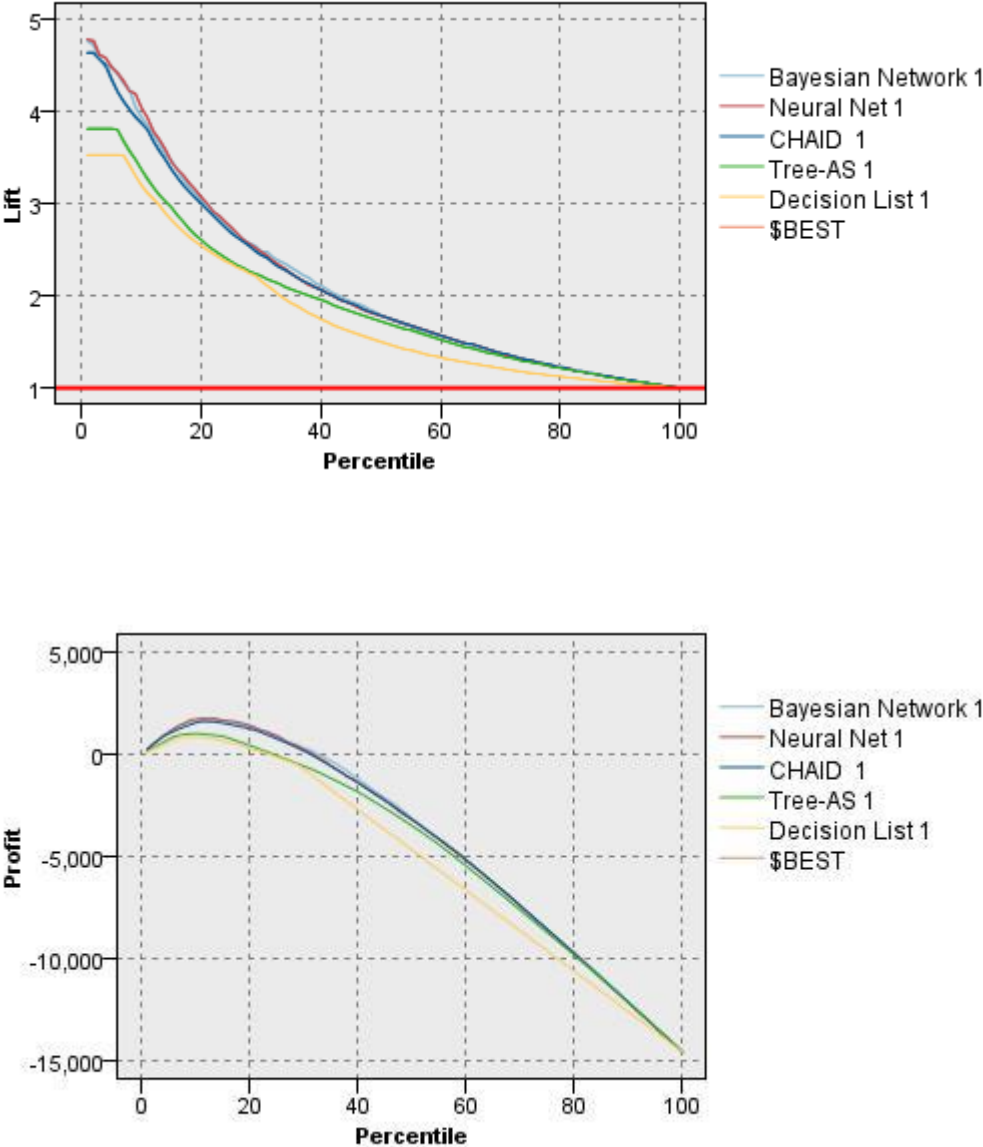 5
4
3
2
1
Lift
0 20 40 60 80 100
Percentile
Bayesian Network 1
Neural Net 1
CHAID 1
Tree-AS 1
Decision List 1
$BEST
5,000
0
-5,000
-10,000
-15,000
Profit
0 20 40 60 80 100
Percentile
Bayesian Network 1
Neural Net 1
CHAID 1
Tree-AS 1
Decision List 1
$BEST